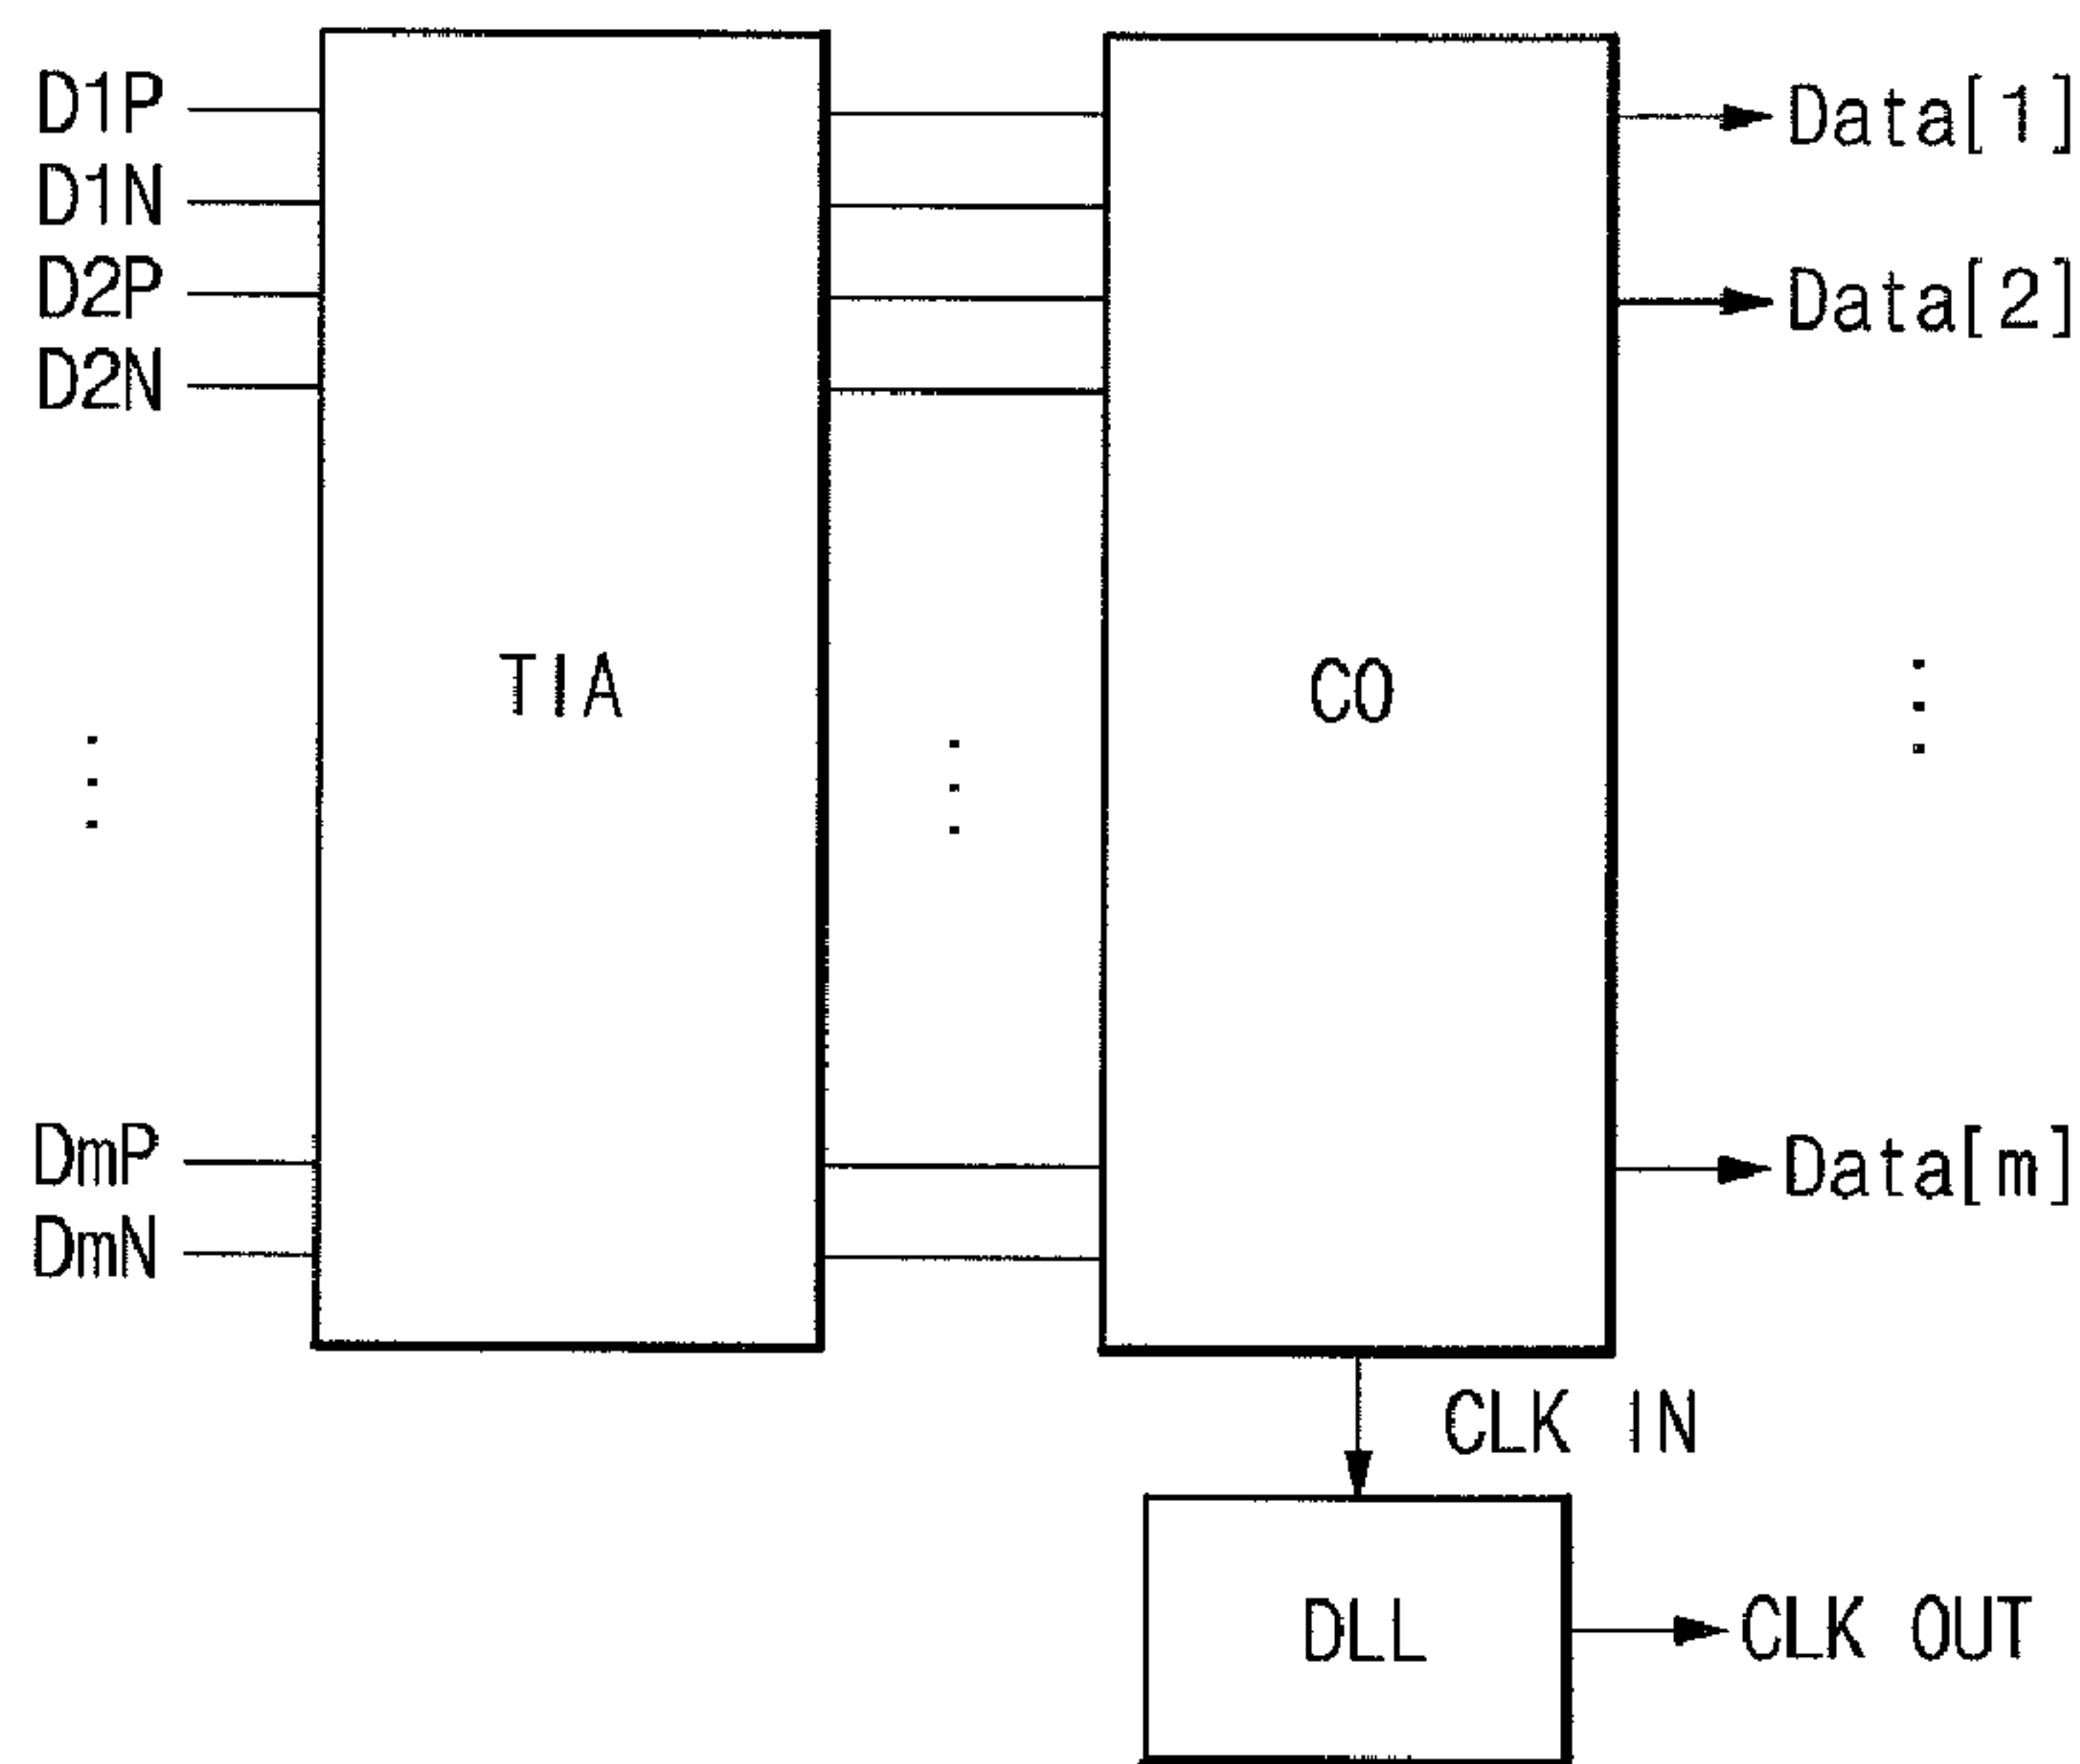 D1P
D1N
D2P
D2N
DmP
DmN
TIA
CO
Data[1]
Data[2]
Data[m]
CLK IN
DLL
CLK OUT